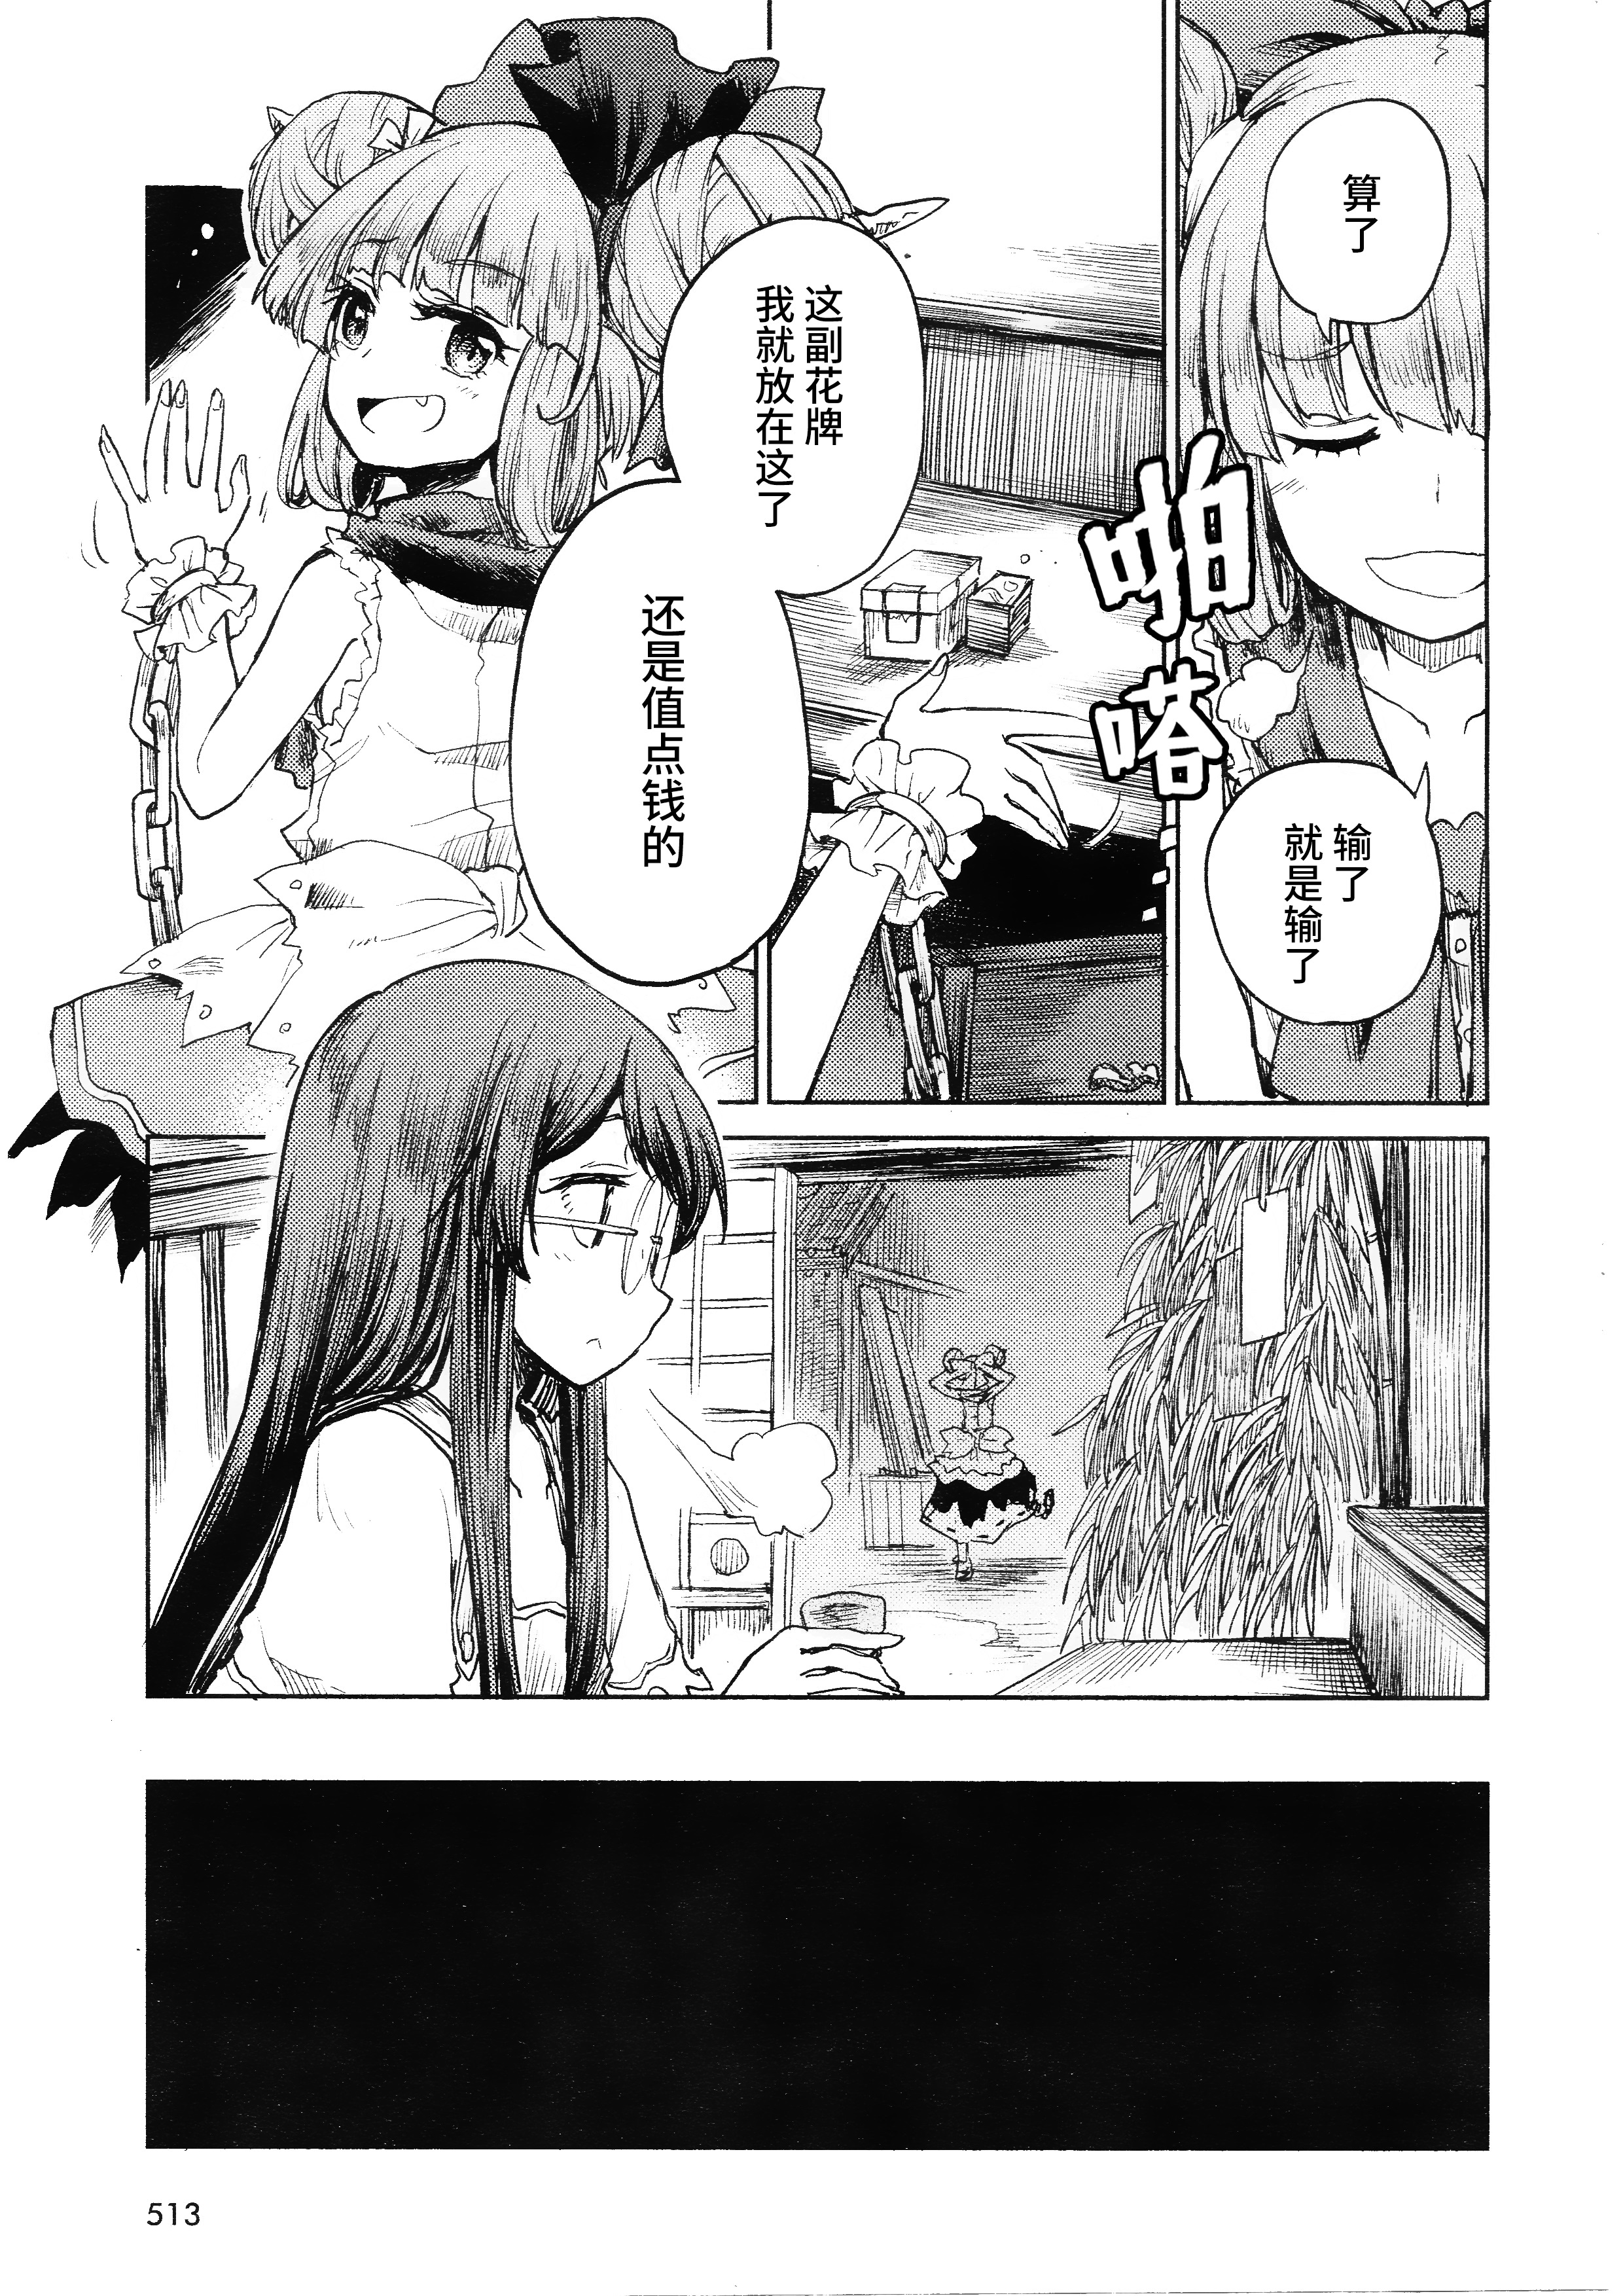 算了
输了
就是输了
啪嗒
这副花牌
我就放在这了
还是值点钱的
513